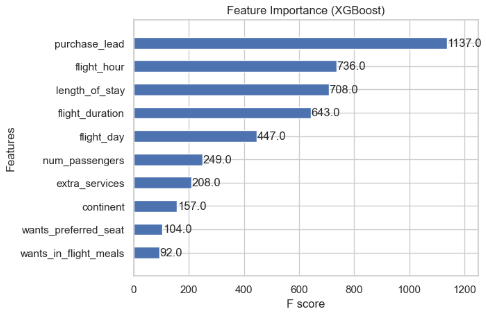 Feature Importance (XGBoost)
Features
purchase_lead 1137.0
flight_hour 736.0
length_of_stay 708.0
flight_duration 643.0
flight_day 447.0
num_passengers 249.0
extra_services 208.0
continent 157.0
wants_preferred_seat 104.0
wants_in_flight_meals 92.0
0 200 400 600 800 1000 1200
F score